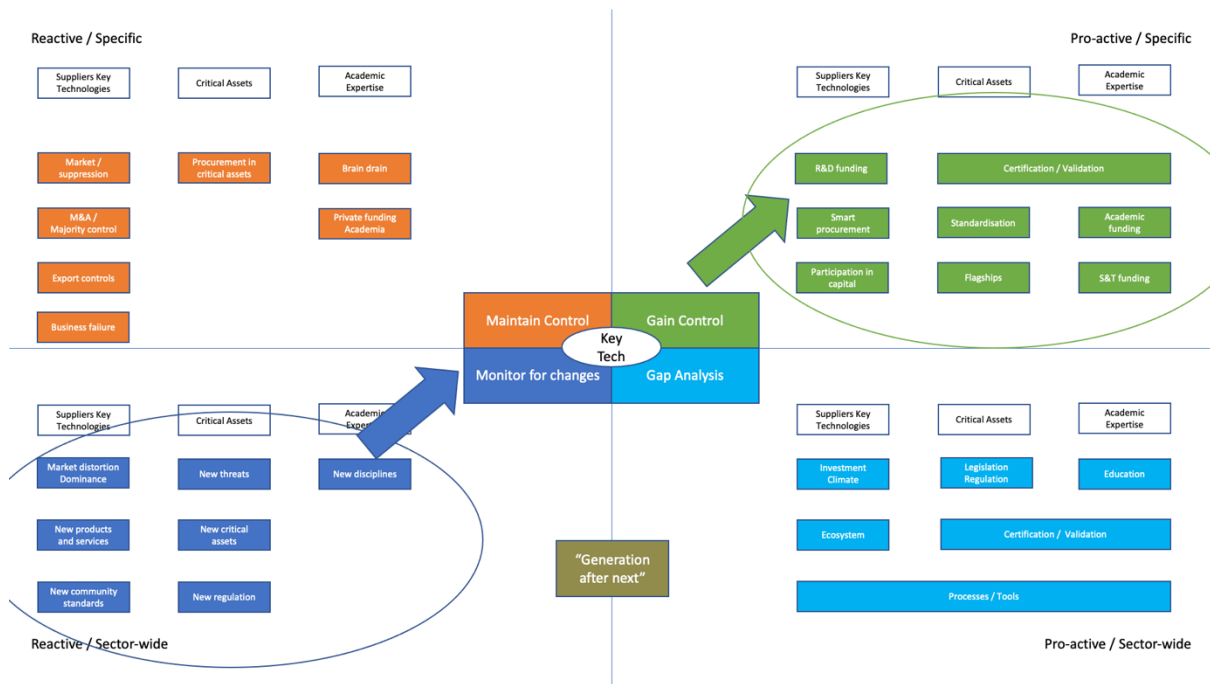 Reactive / Specific
Pro-active / Specific
Suppliers Key
Technologies
Critical Assets
Academic
Expertise
Suppliers Key
Technologies
Critical Assets
Academic
Expertise
Market /
suppression
Procurement in
critical assets
Brain drain
R&D funding
Certification / Validation
M&A /
Majority control
Private funding
Academia
Smart
procurement
Standardisation
Academic
funding
Export controls
Participation in
capital
Flagships
S&T funding
Business failure
Maintain Control
Gain Control
Key
Tech
Monitor for changes
Gap Analysis
Suppliers Key
Technologies
Critical Assets
Academic
Expertise
Suppliers Key
Technologies
Critical Assets
Academic
Expertise
Market distortion
Dominance
New threats
New disciplines
Investment
Climate
Legislation
Regulation
Education
New products
and services
New critical
assets
Ecosystem
Certification / Validation
"Generation
after next"
New community
standards
New regulation
Processes / Tools
Reactive / Sector-wide
Pro-active / Sector-wide